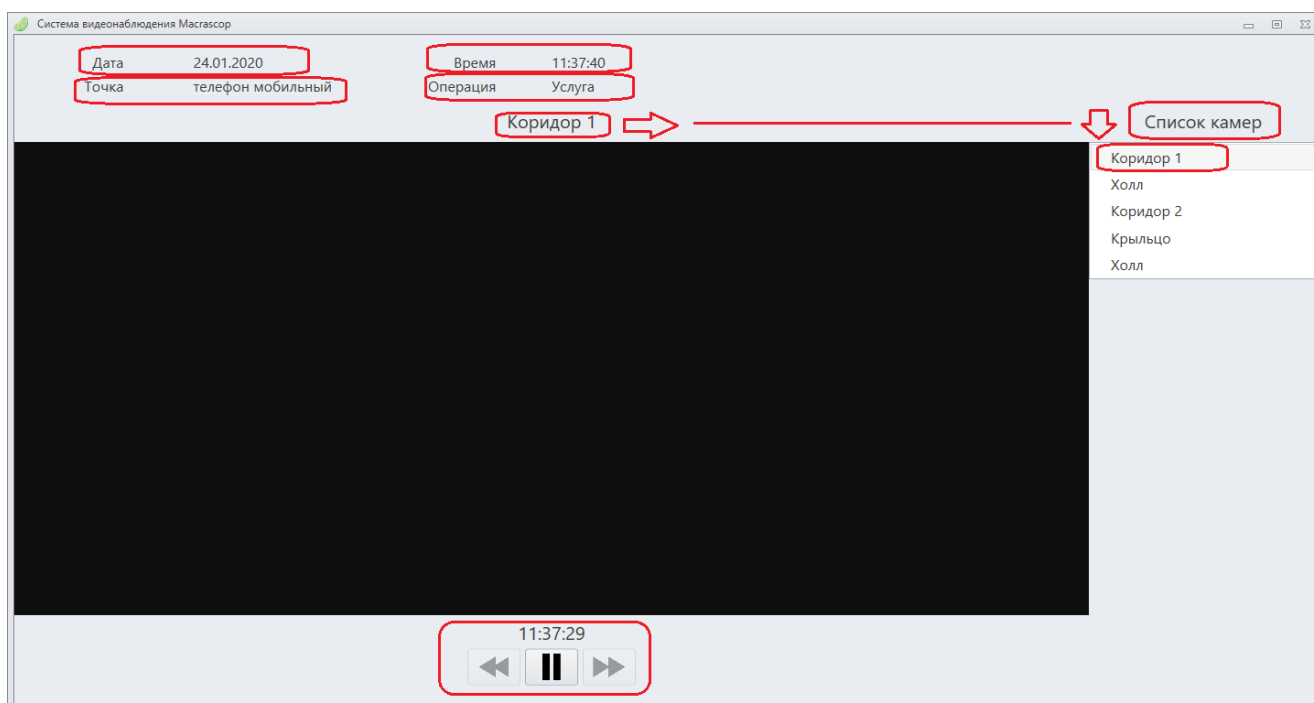 Система видеонаблюдения Macrascop
Дата 24.01.2020 Время 11:37:40
Точка телефон мобильный Операция Услуга
Коридор 1 Список камер
Коридор 1
Холл
Коридор 2
Крыльцо
Холл
11:37:29